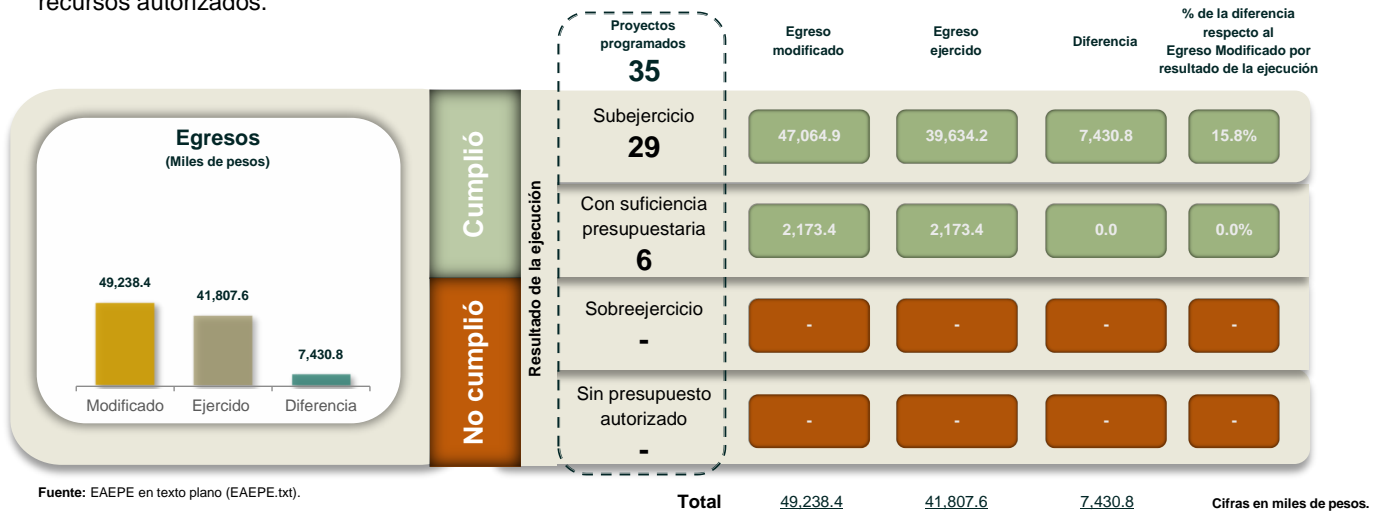 recursos autorizados.
Proyectos
programados
35
Egreso
modificado
Egreso
ejercido
Diferencia
% de la diferencia
respecto al
Egreso Modificado por
resultado de la ejecución
Egresos
(Miles de pesos)
49,238.4
41,807.6
7,430.8
Modificado
Ejercido
Diferencia
Cumplió
No cumplió
Resultado de la ejecución
Subejercicio
29
47,064.9
39,634.2
7,430.8
15.8%
Con suficiencia
presupuestaria
6
2,173.4
2,173.4
0.0
0.0%
Sobreejercicio
-
-
-
-
-
Sin presupuesto
autorizado
-
-
-
-
-
Fuente: EAEPE en texto plano (EAEPE.txt).
Total
49,238.4
41,807.6
7,430.8
Cifras en miles de pesos.